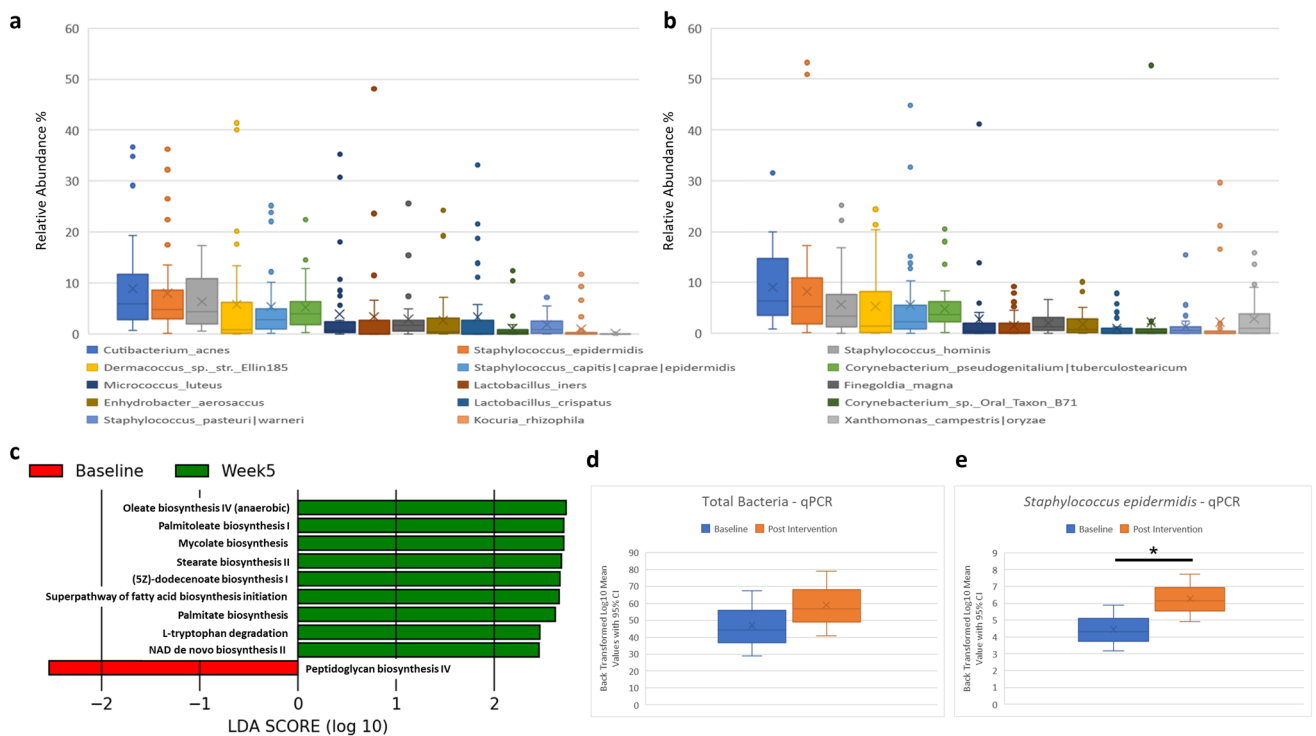 a
60
50
40
30
20
10
0
Relative Abundance %
b
60
50
40
30
20
10
0
Relative Abundance %
Cutibacterium_acnes
Staphylococcus_epidermidis
Staphylococcus_hominis
Dermacoccus_sp._str._Ellin185
Staphylococcus_capitis|caprae|epidermidis
Corynebacterium_pseudogenitalium|tuberculostearicum
Micrococcus_luteus
Lactobacillus_iners
Finegoldia_magna
Enhydrobacter_aerosaccus
Lactobacillus_crispatus
Corynebacterium_sp._Oral_Taxon_B71
Staphylococcus_pasteuri|warneri
Kocuria_rhizophila
Xanthomonas_campestris|oryzae
c
Baseline
Week5
Oleate biosynthesis IV (anaerobic)
Palmitoleate biosynthesis I
Mycolate biosynthesis
Stearate biosynthesis II
(5Z)-dodecenoate biosynthesis I
Superpathway of fatty acid biosynthesis initiation
Palmitate biosynthesis
L-tryptophan degradation
NAD de novo biosynthesis II
Peptidoglycan biosynthesis IV
−2
−1
0
1
2
LDA SCORE (log 10)
d
Total Bacteria - qPCR
Baseline
Post Intervention
90
80
70
60
50
40
30
20
10
0
Back Transformed Log10 Mean
Values with 95% CI
e
Staphylococcus epidermidis - qPCR
Baseline
Post Intervention
*
9
8
7
6
5
4
3
2
1
0
Back Transformed Log10 Mean
Value with 95% CI